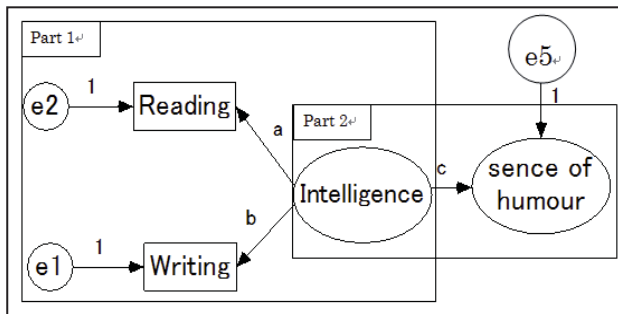 Part 1↵
e5↵
1
e2
1
Reading
a
Part 2↵
Intelligence
c
sence of
humour
b
e1
1
Writing